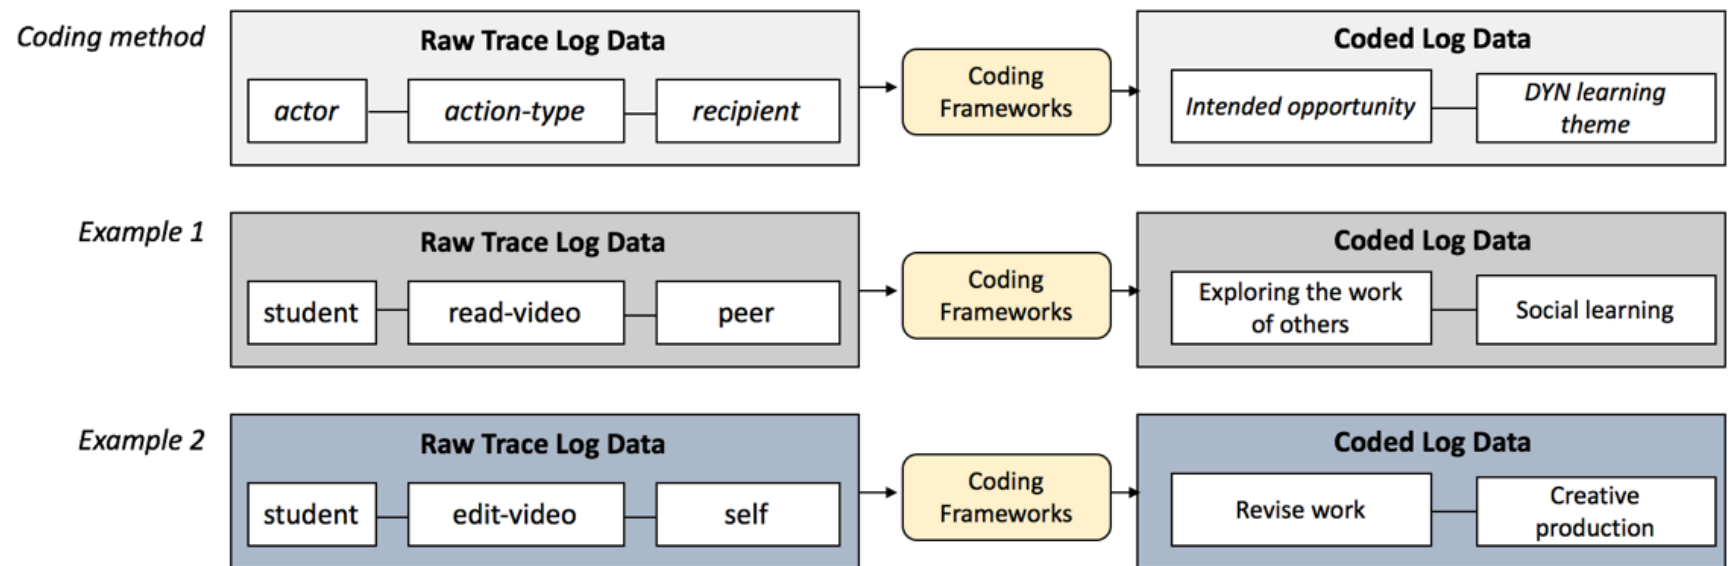 Coding method
Raw Trace Log Data
actor
action-type
recipient
Coding
Frameworks
Coded Log Data
Intended opportunity
DYN learning
theme
Example 1
Raw Trace Log Data
student
read-video
peer
Coding
Frameworks
Coded Log Data
Exploring the work
of others
Social learning
Example 2
Raw Trace Log Data
student
edit-video
self
Coding
Frameworks
Coded Log Data
Revise work
Creative
production